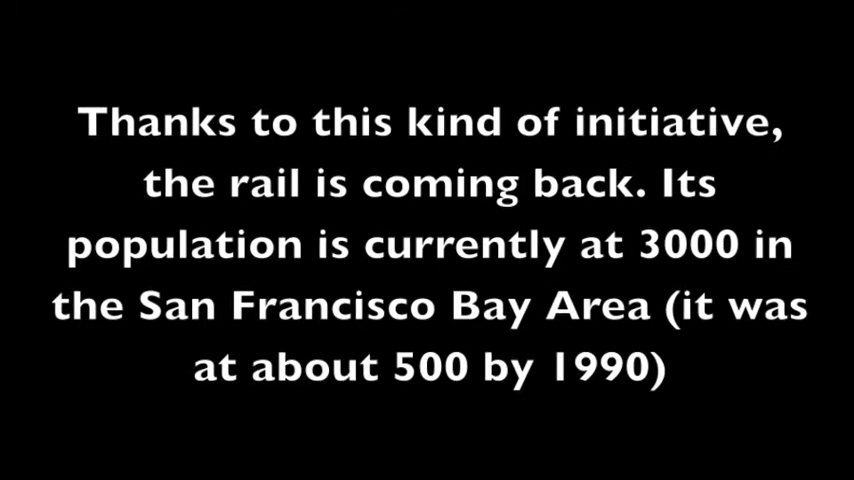 Thanks to this kind of initiative,
the rail is coming back. Its
population is currently at 3000 in
the San Francisco Bay Area (it was
at about 500 by 1990)